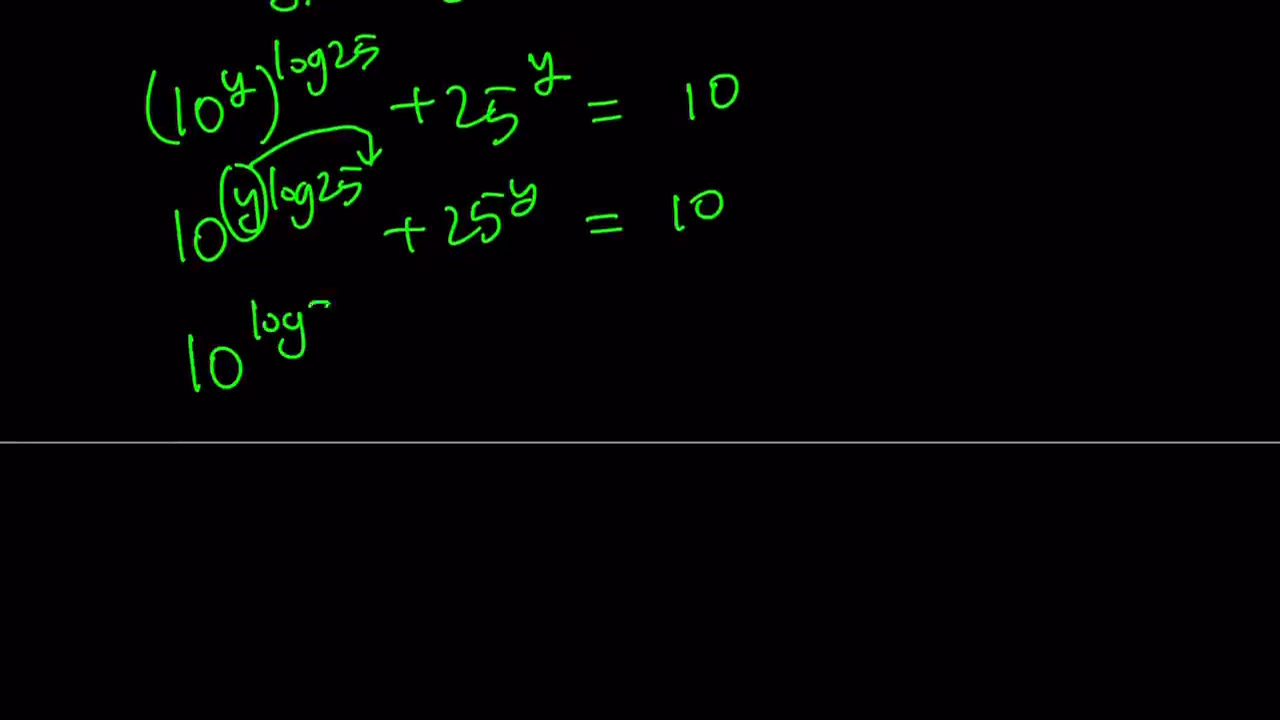 (10^y)^log25 + 25^y = 10
10^y log25 + 25^y = 10
10^log